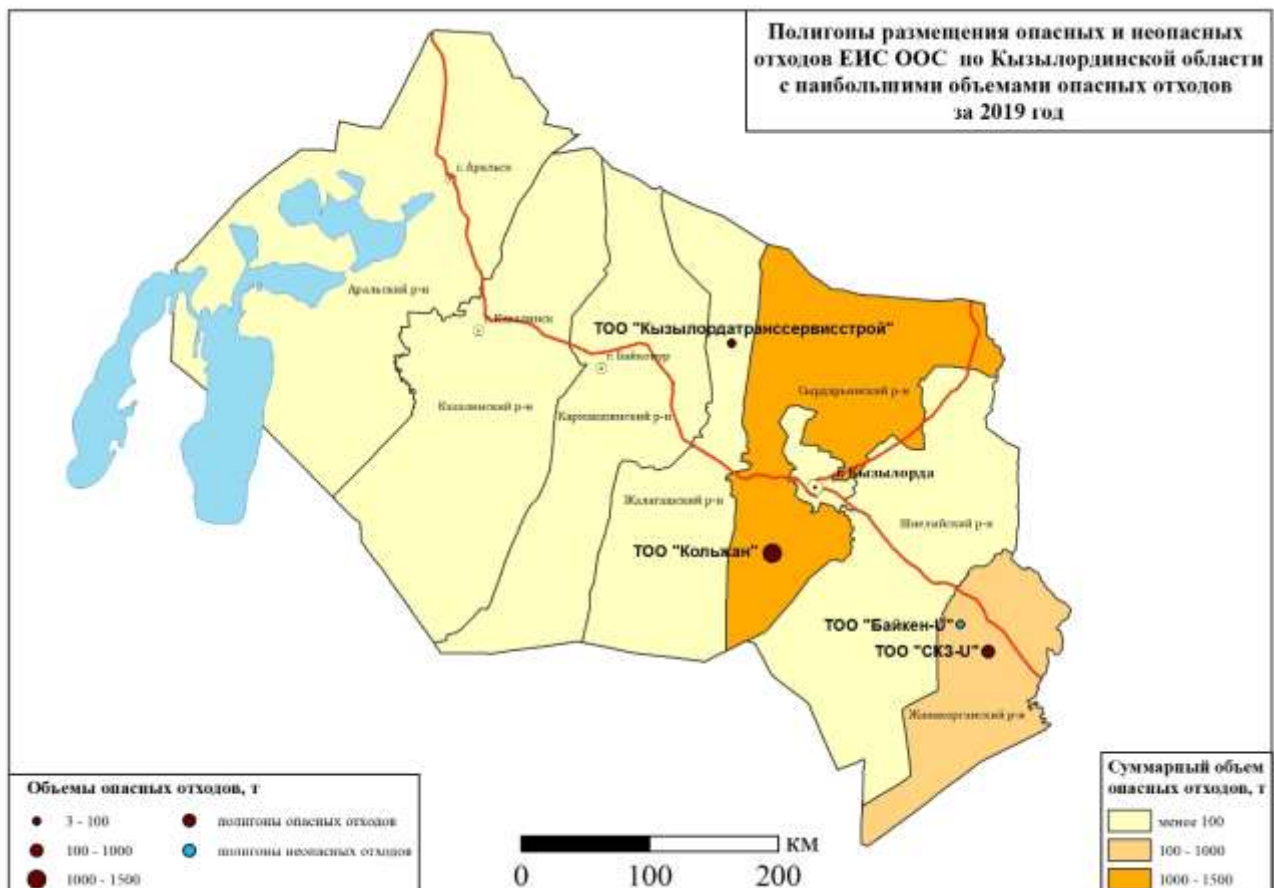 Полигоны размещения опасных и неопасных
отходов ЕИС ООС по Кызылординской области
с наибольшими объемами опасных отходов
за 2019 год
г. Аральск
Аральский р-н
г. Казалинск
ТОО "Кызылордатранссервисстрой"
г. Байконур
Сырдарьинский р-н
Казалинский р-н
Кармакшинский р-н
г. Кызылорда
Жалагашский р-н
Шиелийский р-н
ТОО "Кольжан"
ТОО "Байкен-U"
ТОО "СКЗ-U"
Жанакорганский р-н
Объемы опасных отходов, т
3 - 100
полигоны опасных отходов
100 - 1000
полигоны неопасных отходов
1000 - 1500
км
0 100 200
Суммарный объем
опасных отходов, т
менее 100
100 - 1000
1000 - 1500